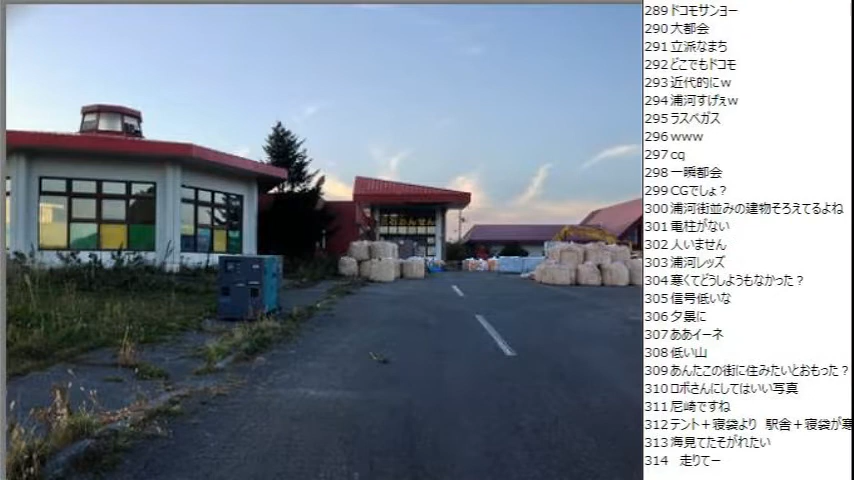 おんせん
289 ドコモサンヨー
290 大都会
291 立派なまち
292 どこでもドコモ
293 近代的にｗ
294 浦河すげぇｗ
295 ラスベガス
296 www
297 cq
298 一瞬都会
299 CGでしょ？
300 浦河街並みの建物そろえてるよね
301 電柱がない
302 人いません
303 浦河レッズ
304 寒くてどうしようもなかった？
305 信号低いな
306 夕景に
307 ああイーネ
308 低い山
309 あんたこの街に住みたいとおもった？
310 ロボさんにしてはいい写真
311 尼崎ですね
312 テント＋寝袋より　駅舎＋寝袋が寒
313 海見てたそがれたい
314　走りてー